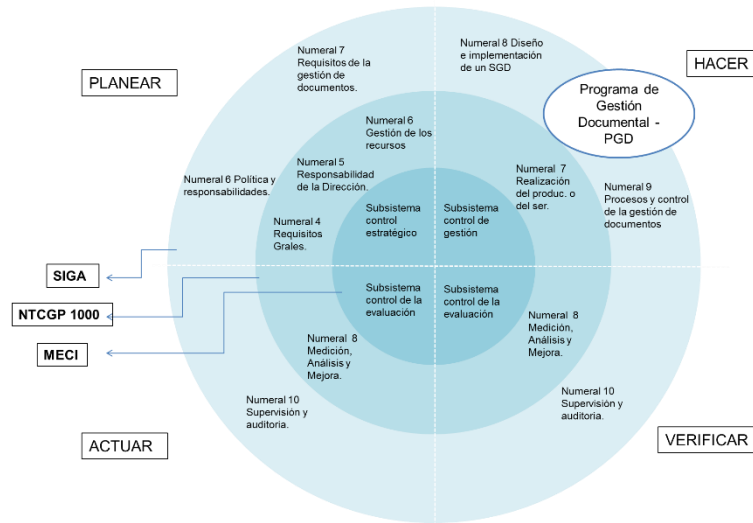 PLANEAR
Numeral 7
Requisitos de la
gestión de
documentos.
Numeral 8 Diseño
e implementación
de un SGD
HACER
Programa de
Gestión
Documental -
PGD
Numeral 6
Gestión de los
recursos
Numeral 5
Responsabilidad
de la Dirección.
Numeral 6 Política y
responsabilidades.
Numeral 4
Requisitos
Grales.
Numeral 7
Realización
del produc. o
del ser.
Numeral 9
Procesos y control
de la gestión de
documentos
Subsistema
control
estratégico
Subsistema
control de
gestión
SIGA
NTCGP 1000
MECI
Subsistema
control de la
evaluación
Subsistema
control de la
evaluación
Numeral 8
Medición,
Análisis y
Mejora.
Numeral 8
Medición,
Análisis y
Mejora.
Numeral 10
Supervisión y
auditoria.
Numeral 10
Supervisión y
auditoria.
ACTUAR
VERIFICAR